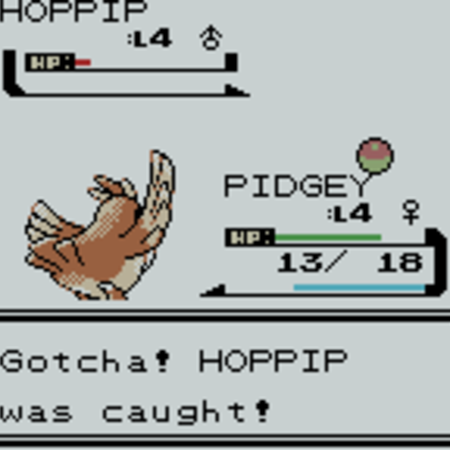 HOPPIP
:L4 ♂
HP:
PIDGEY
:L4 ♀
HP:
13/ 18
Gotcha! HOPPIP
was caught!